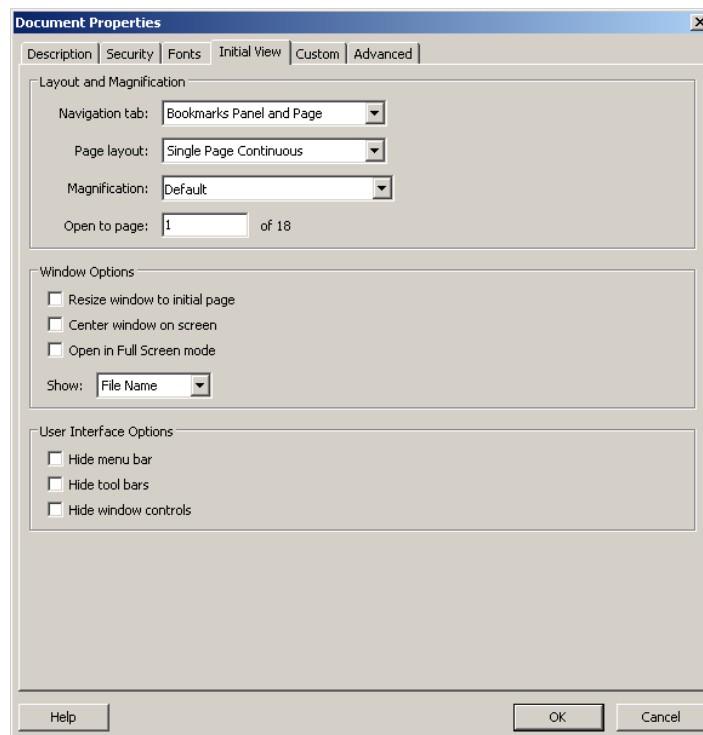 Document Properties
Description Security Fonts Initial View Custom Advanced
Layout and Magnification
Navigation tab: Bookmarks Panel and Page
Page layout: Single Page Continuous
Magnification: Default
Open to page: 1 of 18
Window Options
Resize window to initial page
Center window on screen
Open in Full Screen mode
Show: File Name
User Interface Options
Hide menu bar
Hide tool bars
Hide window controls
Help OK Cancel